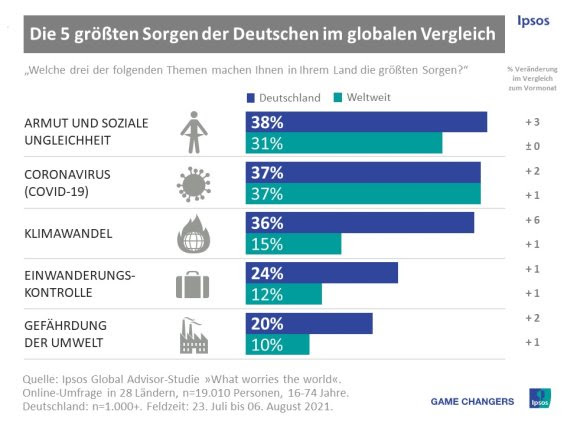 Ipsos
Die 5 größten Sorgen der Deutschen im globalen Vergleich
„Welche drei der folgenden Themen machen Ihnen in Ihrem Land die größten Sorgen?“
% Veränderung
im Vergleich
zum Vormonat
Deutschland Weltweit
ARMUT UND SOZIALE
UNGLEICHHEIT
38% + 3
31% ± 0
CORONAVIRUS
(COVID-19)
37% + 2
37% + 1
KLIMAWANDEL
36% + 6
15% + 1
EINWANDERUNGS-
KONTROLLE
24% + 1
12% + 1
GEFÄHRDUNG
DER UMWELT
20% + 2
10% + 1
Quelle: Ipsos Global Advisor-Studie »What worries the world«.
Online-Umfrage in 28 Ländern, n=19.010 Personen, 16-74 Jahre.
Deutschland: n=1.000+. Feldzeit: 23. Juli bis 06. August 2021.
GAME CHANGERS
Ipsos